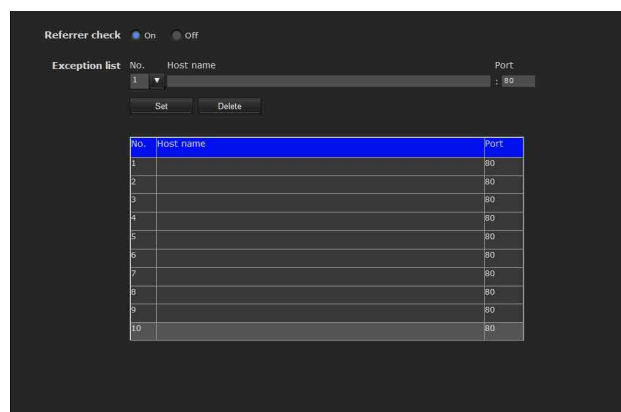 Referrer check On Off
Exception list No. Host name Port
1 ▼ : 80
Set Delete
No. Host name Port
1 80
2 80
3 80
4 80
5 80
6 80
7 80
8 80
9 80
10 80